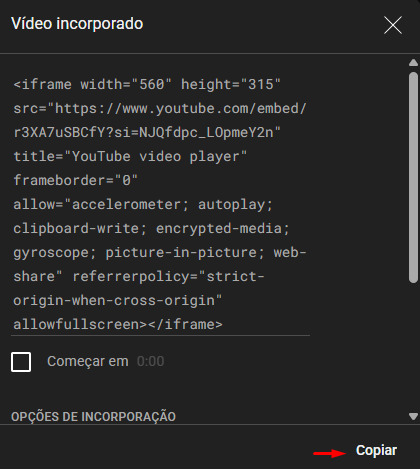 Vídeo incorporado
<iframe width="560" height="315"
src="https://www.youtube.com/embed/
r3XA7uSBCfY?si=NJQfdpc_LOpmeY2n"
title="YouTube video player"
frameborder="0"
allow="accelerometer; autoplay;
clipboard-write; encrypted-media;
gyroscope; picture-in-picture; web-
share" referrerpolicy="strict-
origin-when-cross-origin"
allowfullscreen></iframe>
Começar em 0:00
OPÇÕES DE INCORPORAÇÃO
Copiar